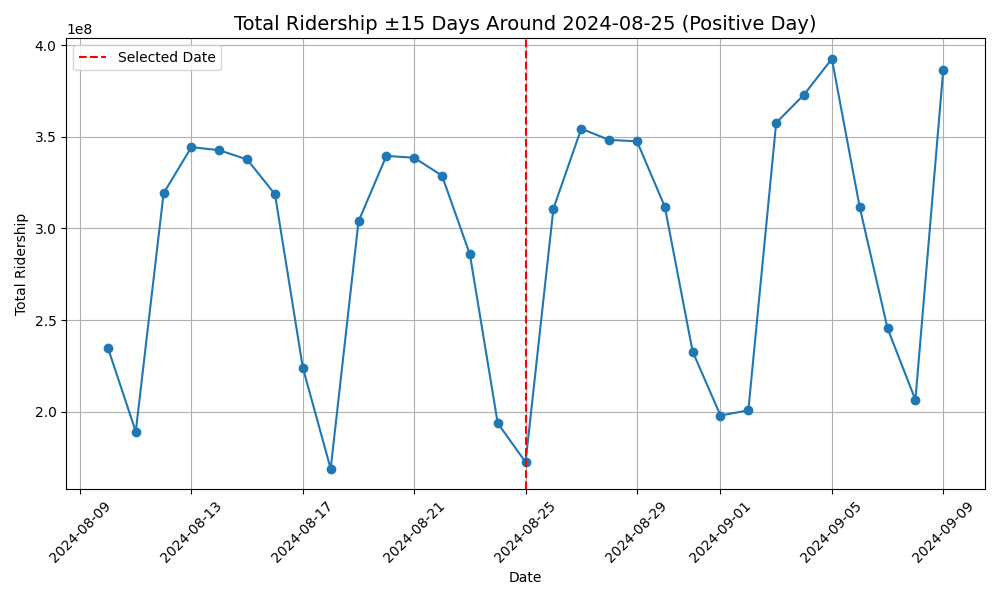 Total Ridership ±15 Days Around 2024-08-25 (Positive Day)
1e8
Selected Date
4.0
3.5
3.0
2.5
2.0
Total Ridership
2024-08-09
2024-08-13
2024-08-17
2024-08-21
2024-08-25
2024-08-29
2024-09-01
2024-09-05
2024-09-09
Date